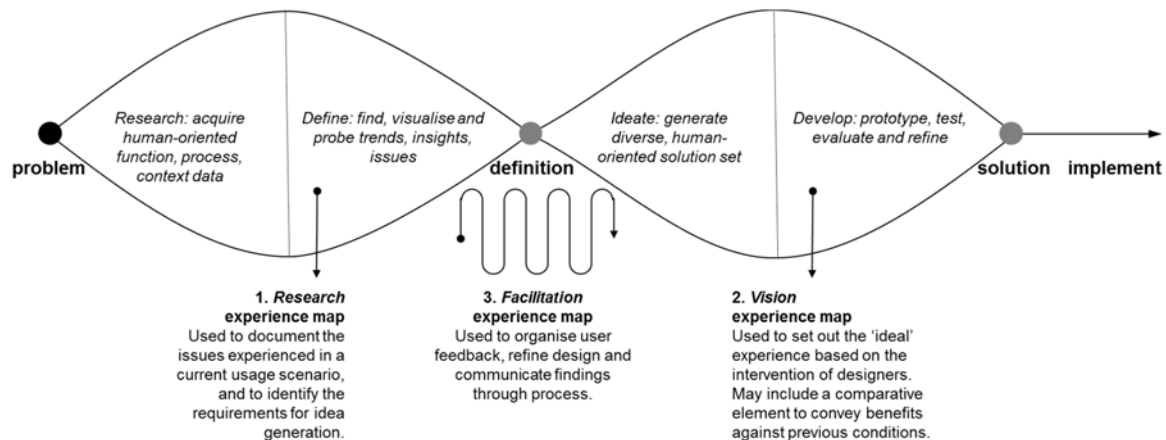 Research: acquire
human-oriented
function, process,
context data
Define: find, visualise and
probe trends, insights,
issues
Ideate: generate
diverse, human-
oriented solution set
Develop: prototype, test,
evaluate and refine
problem
definition
solution
implement
1. Research
experience map
Used to document the
issues experienced in a
current usage scenario,
and to identify the
requirements for idea
generation.
3. Facilitation
experience map
Used to organise user
feedback, refine design and
communicate findings
through process.
2. Vision
experience map
Used to set out the ‘ideal’
experience based on the
intervention of designers.
May include a comparative
element to convey benefits
against previous conditions.